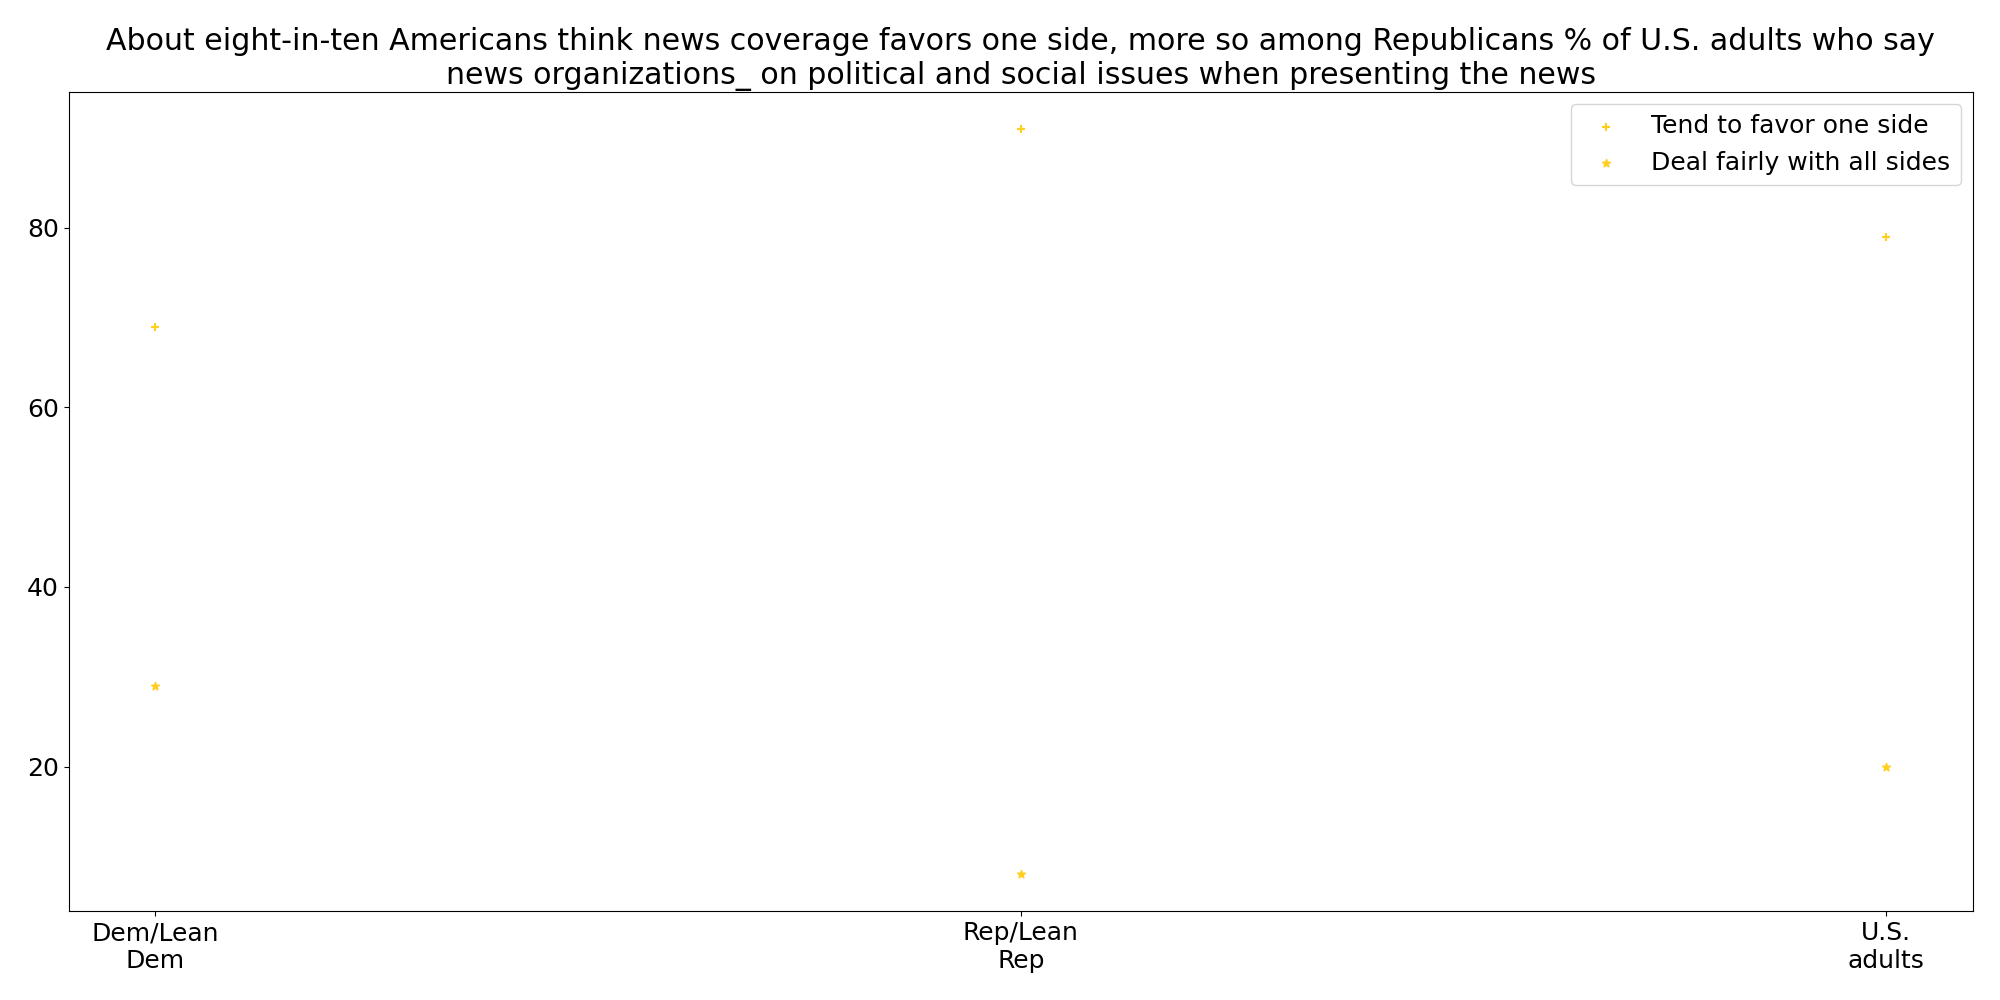 About eight-in-ten Americans think news coverage favors one side, more so among Republicans % of U.S. adults who say
news organizations_ on political and social issues when presenting the news
Tend to favor one side
Deal fairly with all sides
80
60
40
20
Dem/Lean
Dem
Rep/Lean
Rep
U.S.
adults